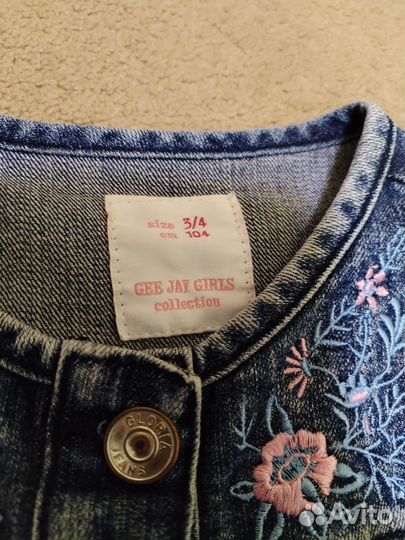 size 3/4
cm 104
GEE JAY GIRLS
collection
GLORIA
JEANS
Avito